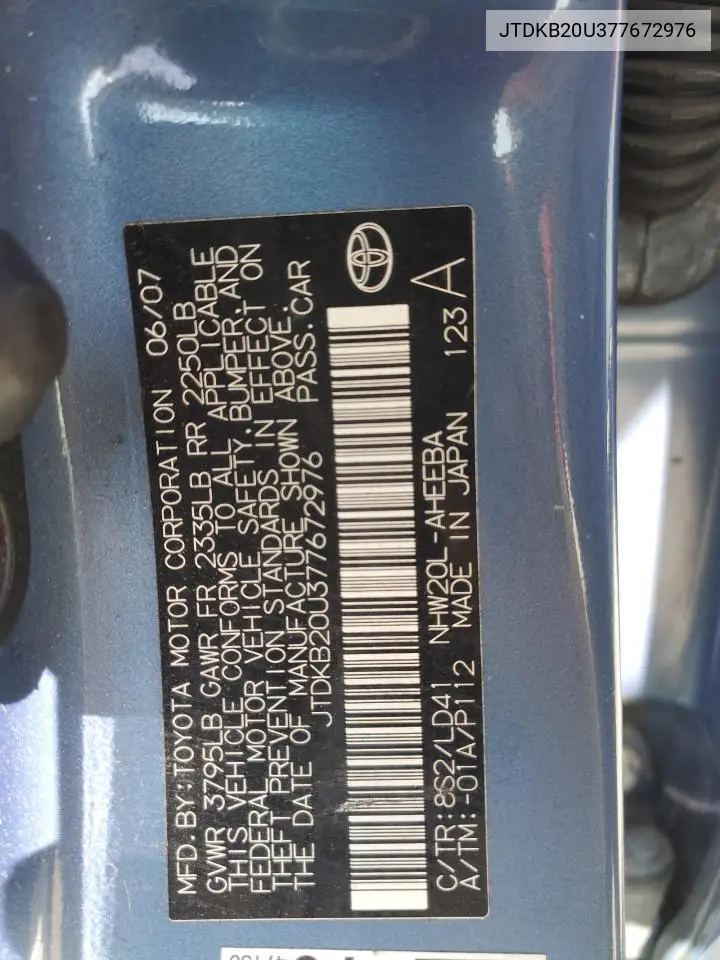 JTDKB20U377672976
MFD.BY:TOYOTA MOTOR CORPORATION 06/07
GVWR 3795LB GAWR FR 2335LB RR 2250LB
THIS VEHICLE CONFORMS TO ALL APPLICABLE
FEDERAL MOTOR VEHICLE SAFETY,BUMPER,AND
THEFT PREVENTION STANDARDS IN EFFECT ON
THE DATE OF MANUFACTURE SHOWN ABOVE.
JTDKB20U377672976 PASS.CAR
C/TR:8S2/LD41 NHW20L-AHEEBA 123
A/TM:-01A/P112 MADE IN JAPAN A